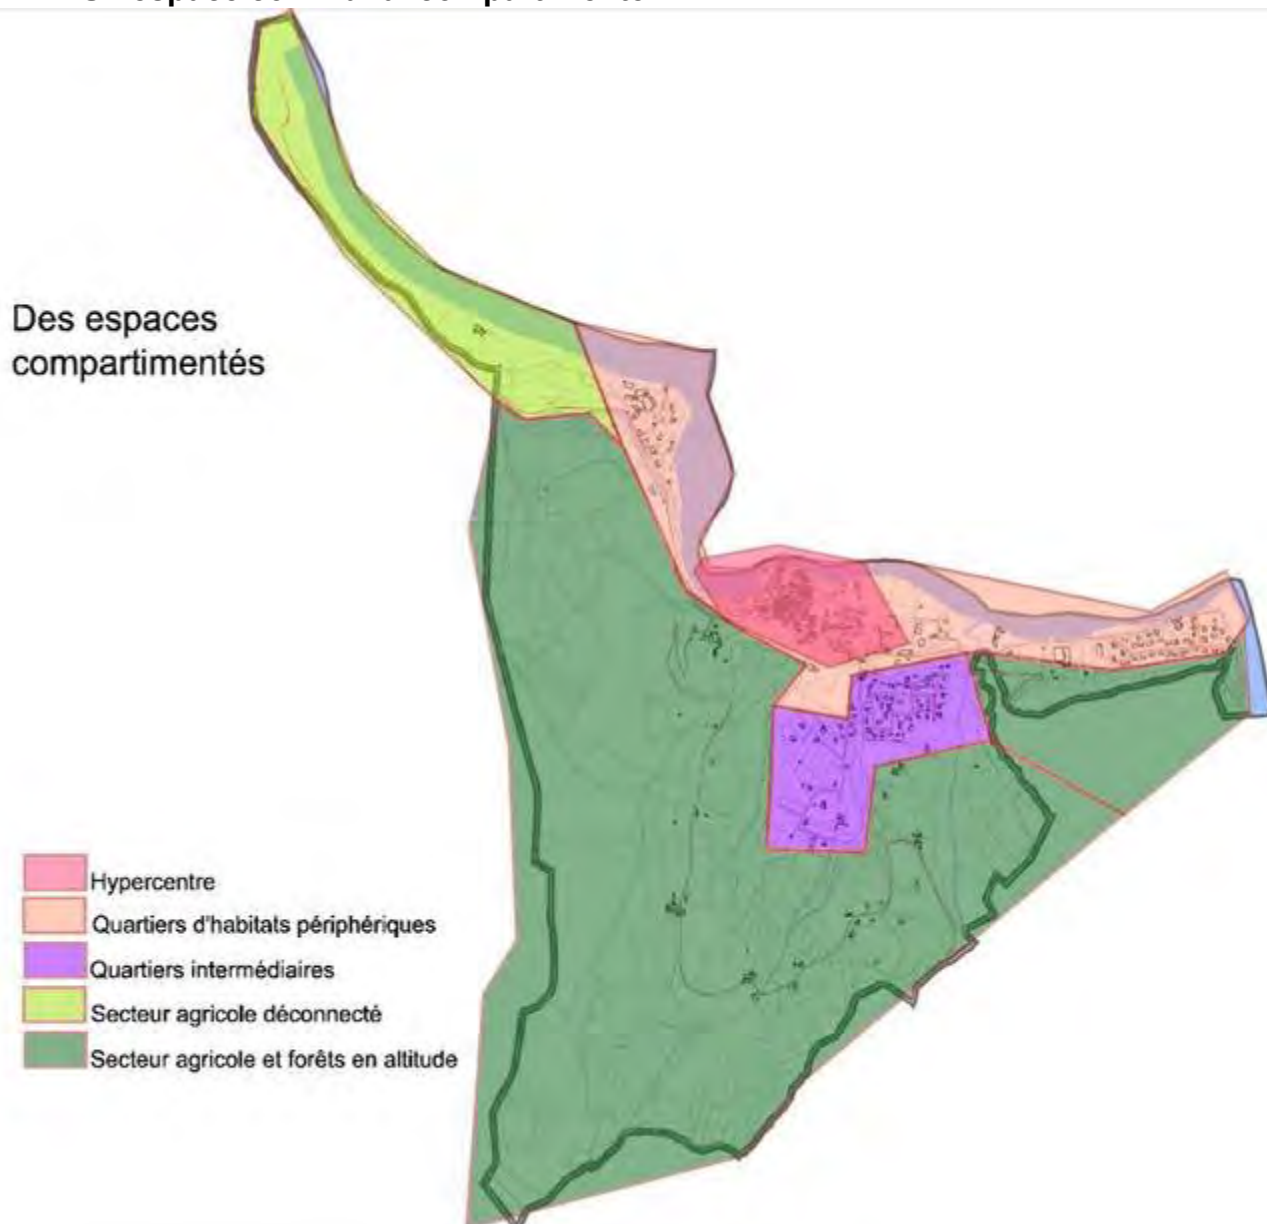 Des espaces
compartimentés
Hypercentre
Quartiers d'habitats périphériques
Quartiers intermédiaires
Secteur agricole déconnecté
Secteur agricole et forêts en altitude